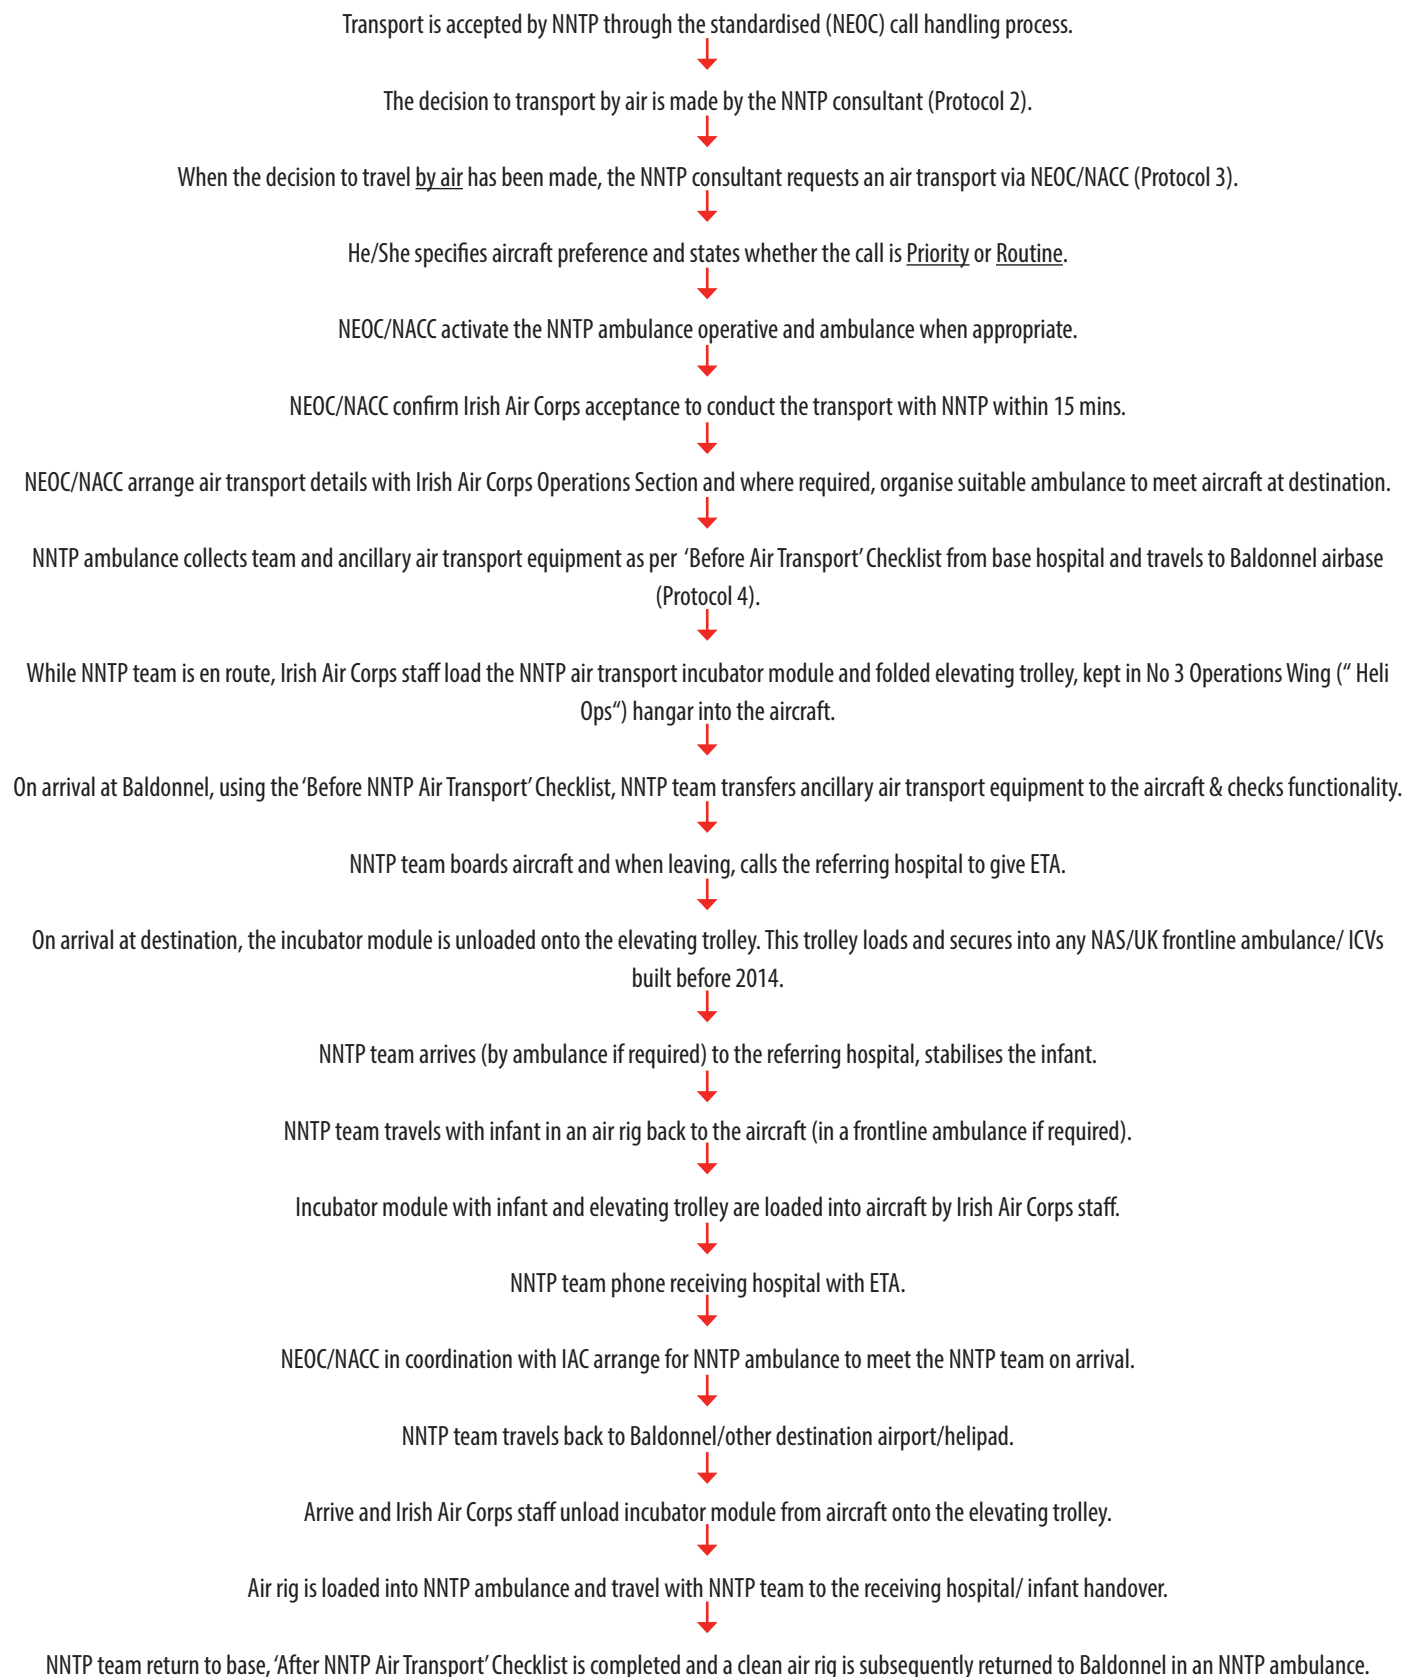 Transport is accepted by NNTP through the standardised (NEOC) call handling process.
The decision to transport by air is made by the NNTP consultant (Protocol 2).
When the decision to travel by air has been made, the NNTP consultant requests an air transport via NEOC/NACC (Protocol 3).
He/She specifies aircraft preference and states whether the call is Priority or Routine.
NEOC/NACC activate the NNTP ambulance operative and ambulance when appropriate.
NEOC/NACC confirm Irish Air Corps acceptance to conduct the transport with NNTP within 15 mins.
NEOC/NACC arrange air transport details with Irish Air Corps Operations Section and where required, organise suitable ambulance to meet aircraft at destination.
NNTP ambulance collects team and ancillary air transport equipment as per ‘Before Air Transport’ Checklist from base hospital and travels to Baldonnel airbase
(Protocol 4).
While NNTP team is en route, Irish Air Corps staff load the NNTP air transport incubator module and folded elevating trolley, kept in No 3 Operations Wing (“ Heli
Ops“) hangar into the aircraft.
On arrival at Baldonnel, using the ‘Before NNTP Air Transport’ Checklist, NNTP team transfers ancillary air transport equipment to the aircraft & checks functionality.
NNTP team boards aircraft and when leaving, calls the referring hospital to give ETA.
On arrival at destination, the incubator module is unloaded onto the elevating trolley. This trolley loads and secures into any NAS/UK frontline ambulance/ ICVs
built before 2014.
NNTP team arrives (by ambulance if required) to the referring hospital, stabilises the infant.
NNTP team travels with infant in an air rig back to the aircraft (in a frontline ambulance if required).
Incubator module with infant and elevating trolley are loaded into aircraft by Irish Air Corps staff.
NNTP team phone receiving hospital with ETA.
NEOC/NACC in coordination with IAC arrange for NNTP ambulance to meet the NNTP team on arrival.
NNTP team travels back to Baldonnel/other destination airport/helipad.
Arrive and Irish Air Corps staff unload incubator module from aircraft onto the elevating trolley.
Air rig is loaded into NNTP ambulance and travel with NNTP team to the receiving hospital/ infant handover.
NNTP team return to base, ‘After NNTP Air Transport’ Checklist is completed and a clean air rig is subsequently returned to Baldonnel in an NNTP ambulance.